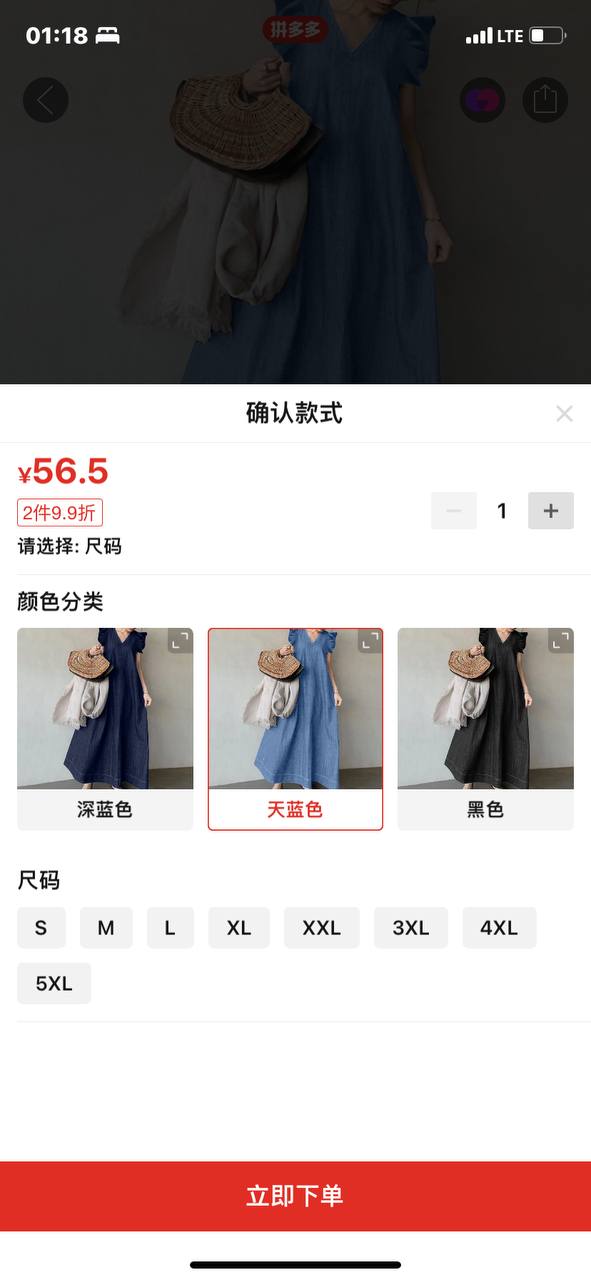 01:18
拼多多
LTE
确认款式
¥56.5
2件9.9折
1
请选择: 尺码
颜色分类
深蓝色
天蓝色
黑色
尺码
S M L XL XXL 3XL 4XL
5XL
立即下单